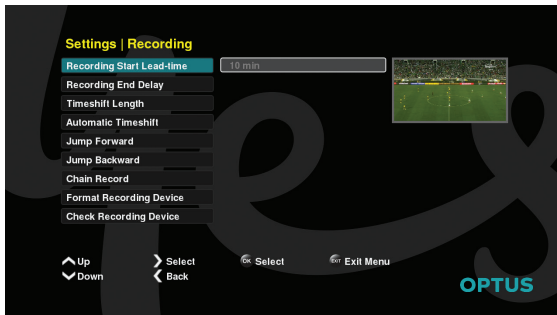 Settings | Recording
Recording Start Lead-time
10 min
Recording End Delay
Timeshift Length
Automatic Timeshift
Jump Forward
Jump Backward
Chain Record
Format Recording Device
Check Recording Device
Up
Select
OK Select
EXIT Exit Menu
Down
Back
OPTUS